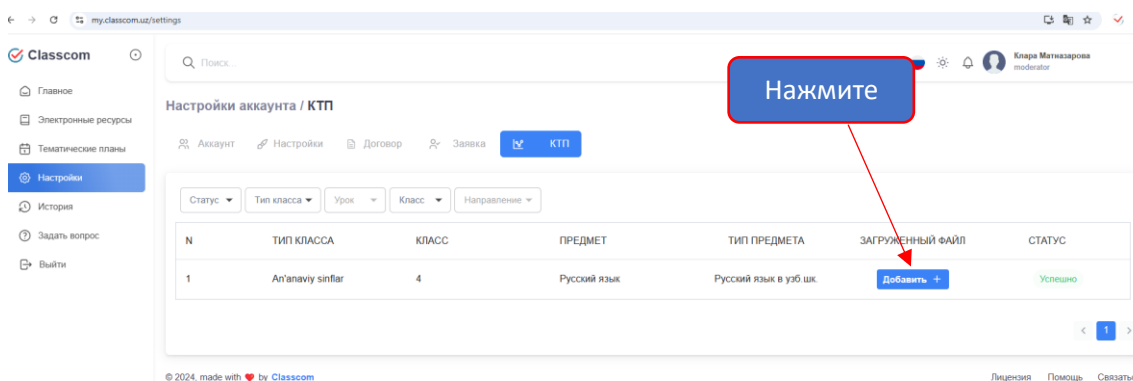 my.classcom.uz/settings
Classcom
Поиск...
Клара Матназарова
moderator
Нажмите
Главное
Электронные ресурсы
Тематические планы
Настройки
История
Задать вопрос
Выйти
Настройки аккаунта / КТП
Аккаунт Настройки Договор Заявка КТП
Статус Тип класса Урок Класс Направление
N ТИП КЛАССА КЛАСС ПРЕДМЕТ ТИП ПРЕДМЕТА ЗАГРУЖЕННЫЙ ФАЙЛ СТАТУС
1 An'anaviy sinflar 4 Русский язык Русский язык в узб.шк. Добавить + Успешно
< 1 >
© 2024, made with ❤ by Classcom
Лицензия Помощь Связатьс